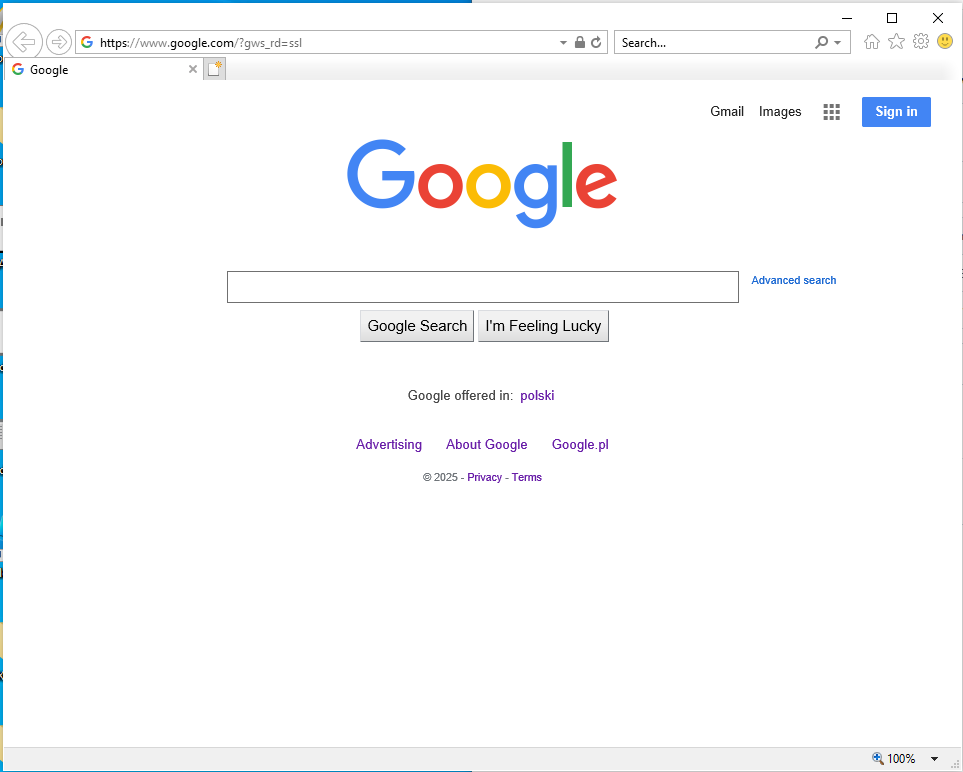 https://www.google.com/?gws_rd=ssl
Search...
Google
Gmail Images Sign in
Google
Advanced search
Google Search I'm Feeling Lucky
Google offered in: polski
Advertising About Google Google.pl
© 2025 - Privacy - Terms
100%